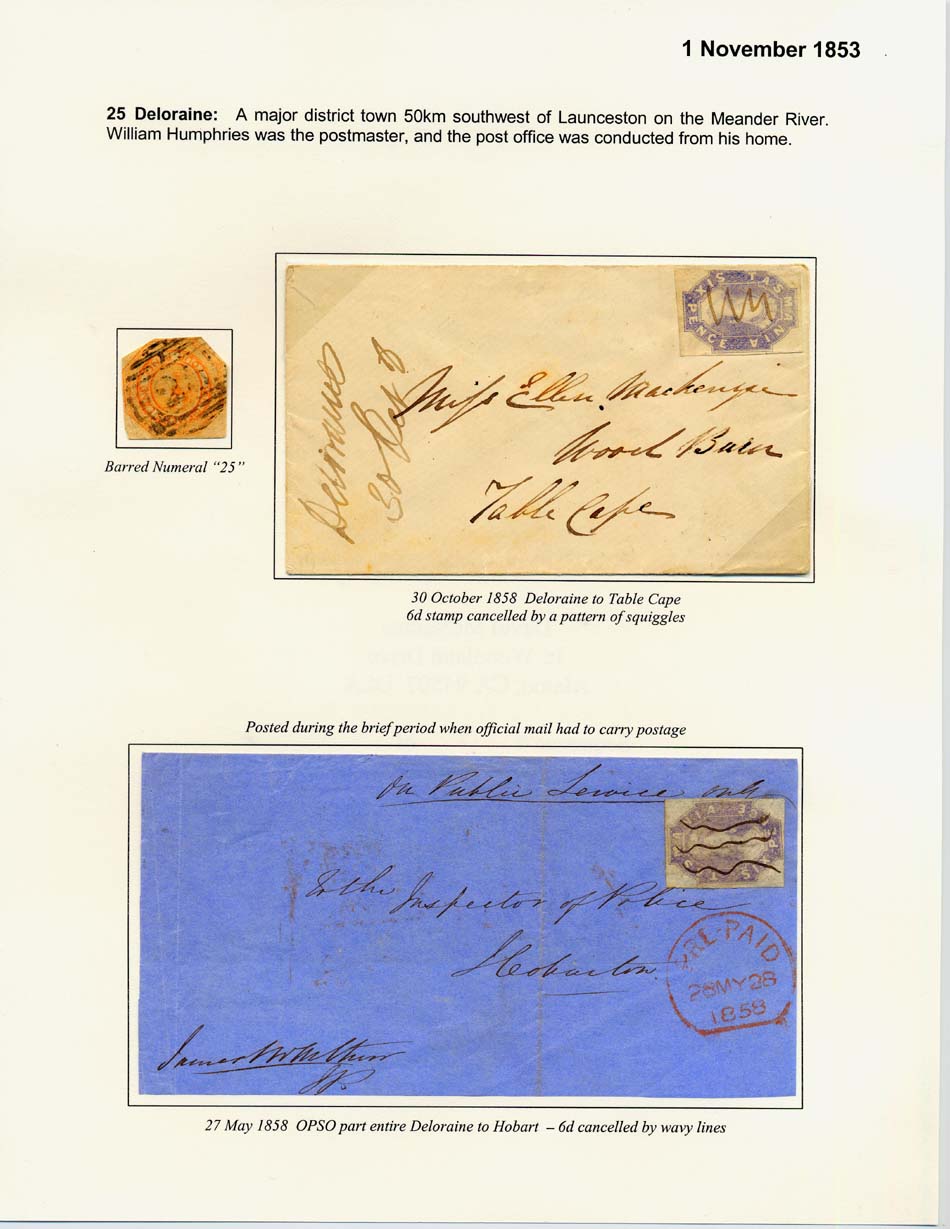 1 November 1853
25 Deloraine: A major district town 50km southwest of Launceston on the Meander River.
William Humphries was the postmaster, and the post office was conducted from his home.
Barred Numeral "25"
SIX PENCE TASMANIA
Deloraine
30 Oct
Miss Ellen Mackenzie
Wood
Table Cape
30 October 1858 Deloraine to Table Cape
6d stamp cancelled by a pattern of squiggles
Posted during the brief period when official mail had to carry postage
On Public Service only
To the
Inspector of Police
Hobarton
PRE-PAID
28MY28
1858
James
JP
27 May 1858 OPSO part entire Deloraine to Hobart – 6d cancelled by wavy lines